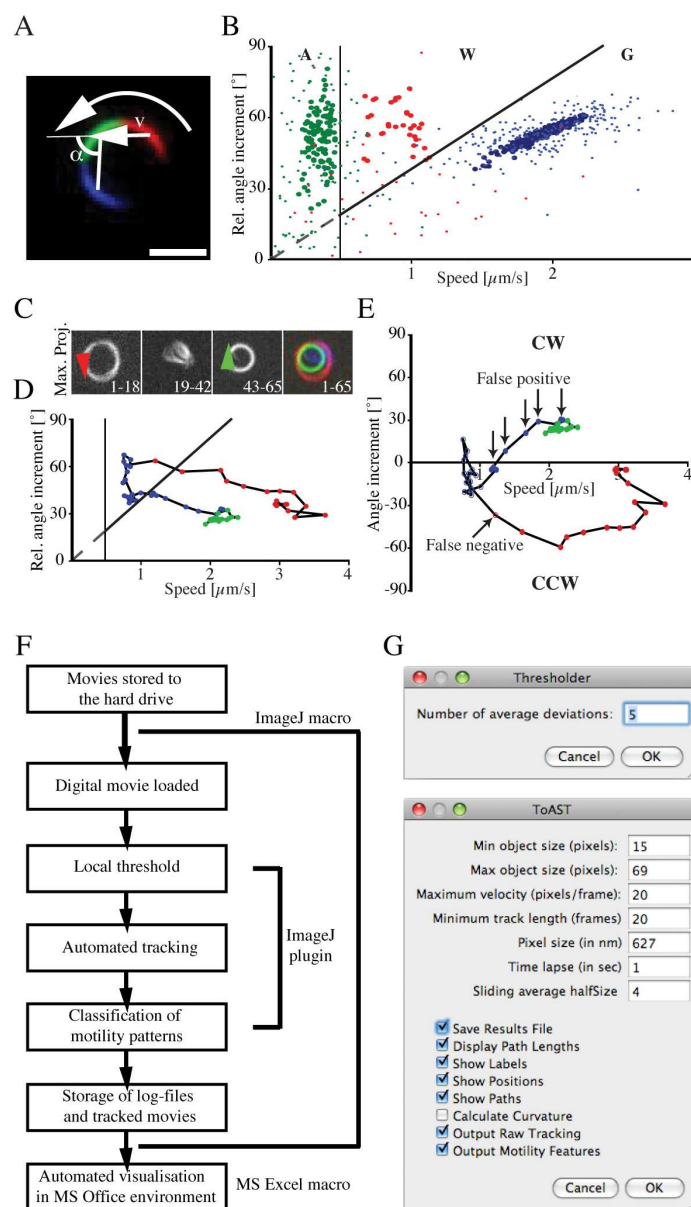 A
v
α
B
90
60
30
0
Rel. angle increment [°]
A
W
G
1
2
Speed [μm/s]
C
Max. Proj.
1-18
19-42
43-65
1-65
D
90
60
30
0
Rel. angle increment [°]
1
2
3
4
Speed [μm/s]
E
90
60
30
0
-30
-60
-90
Angle increment [°]
CW
False positive
1
2
3
4
Speed [μm/s]
False negative
CCW
F
Movies stored to
the hard drive
ImageJ macro
Digital movie loaded
Local threshold
Automated tracking
ImageJ
plugin
Classification of
motility patterns
Storage of log-files
and tracked movies
Automated visualisation
in MS Office environment
MS Excel macro
G
Thresholder
Number of average deviations: 5
Cancel OK
ToAST
Min object size (pixels): 15
Max object size (pixels): 69
Maximum velocity (pixels/frame): 20
Minimum track length (frames) 20
Pixel size (in nm) 627
Time lapse (in sec) 1
Sliding average halfSize 4
Save Results File
Display Path Lengths
Show Labels
Show Positions
Show Paths
Calculate Curvature
Output Raw Tracking
Output Motility Features
Cancel OK